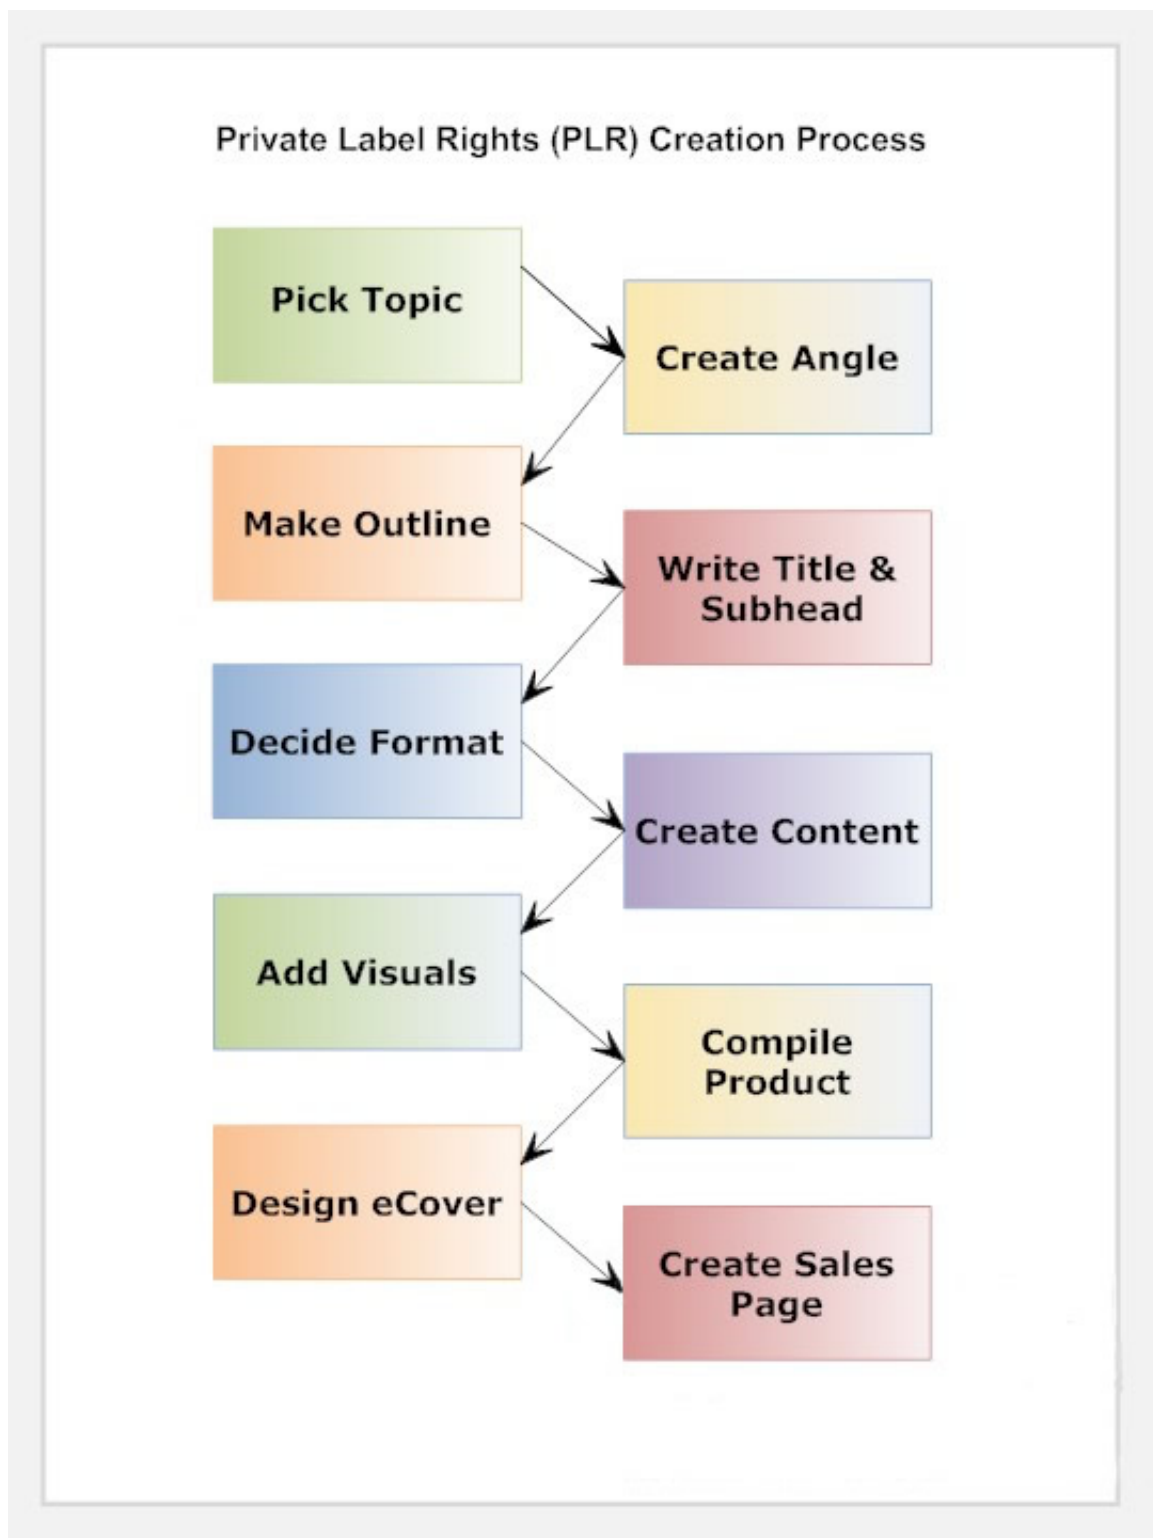 Private Label Rights (PLR) Creation Process
Pick Topic
Create Angle
Make Outline
Write Title &
Subhead
Decide Format
Create Content
Add Visuals
Compile
Product
Design eCover
Create Sales
Page